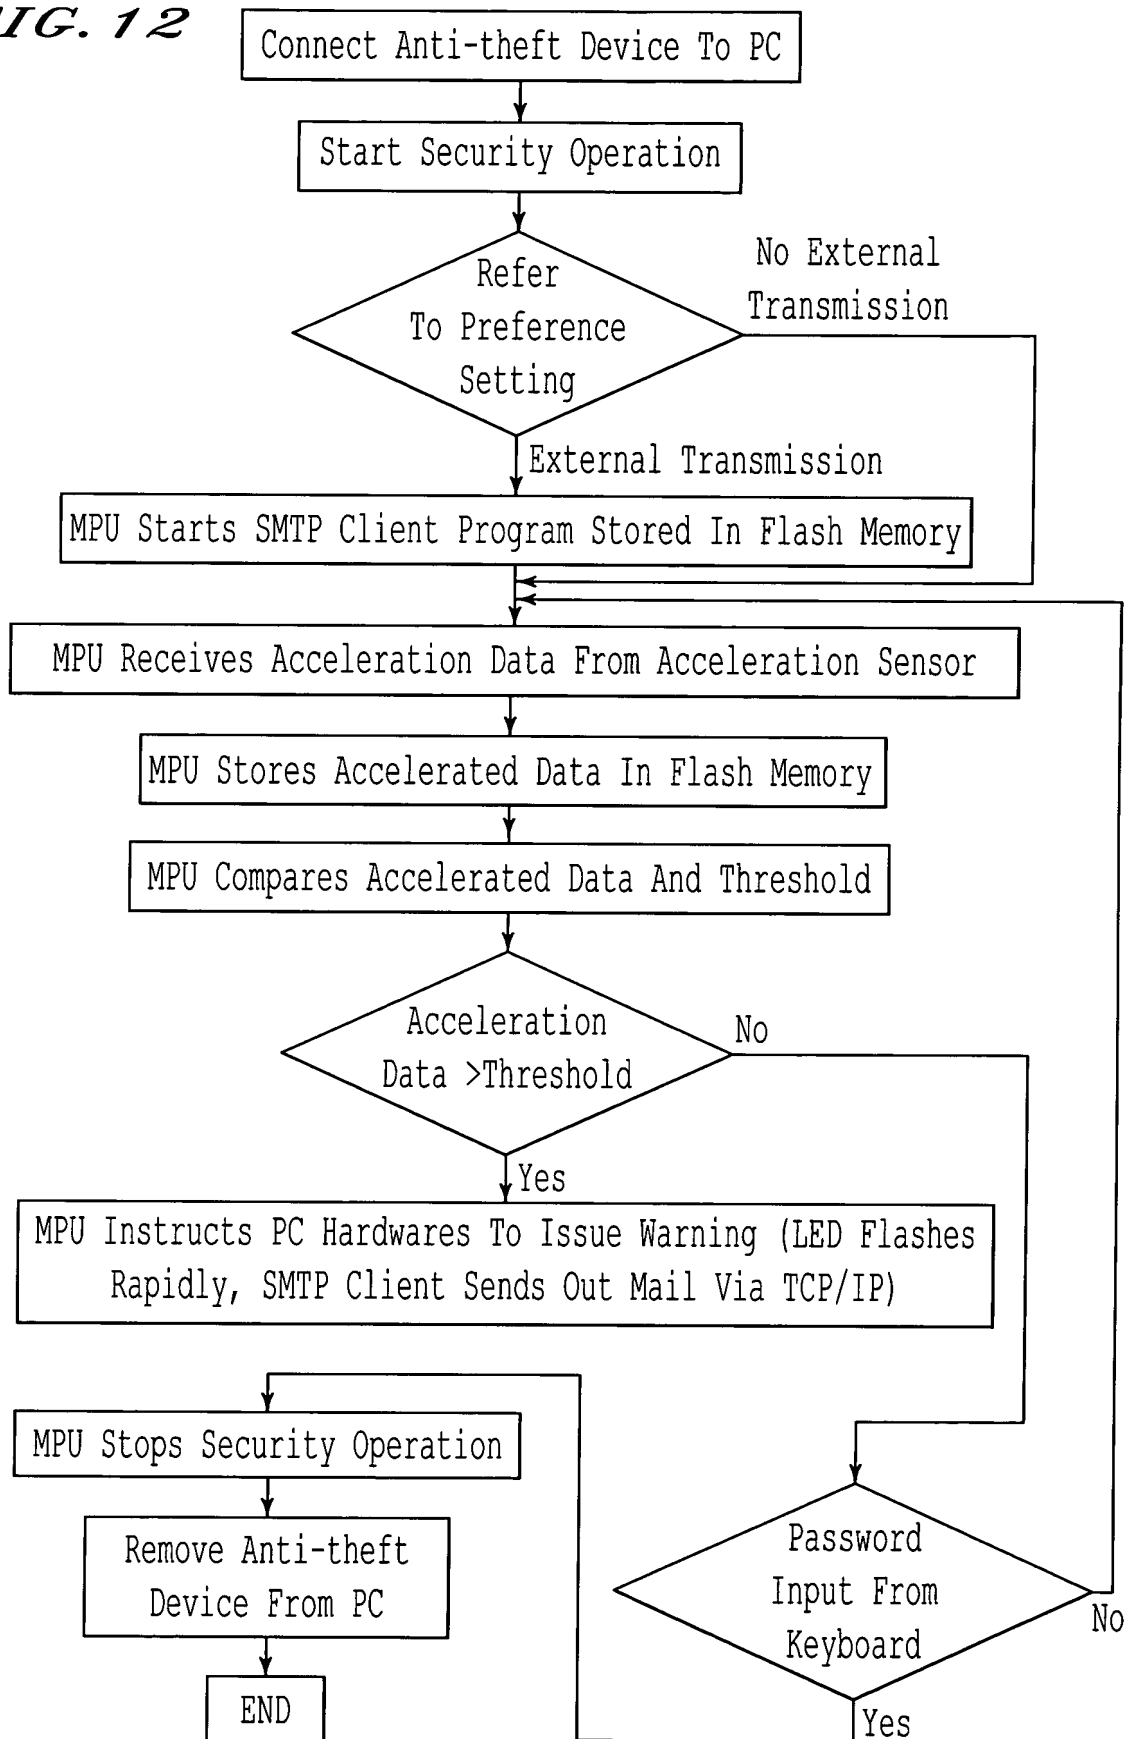 IG. 12
Connect Anti-theft Device To PC
Start Security Operation
Refer
To Preference
Setting
No External
Transmission
External Transmission
MPU Starts SMTP Client Program Stored In Flash Memory
MPU Receives Acceleration Data From Acceleration Sensor
MPU Stores Accelerated Data In Flash Memory
MPU Compares Accelerated Data And Threshold
Acceleration
Data >Threshold
No
Yes
MPU Instructs PC Hardwares To Issue Warning (LED Flashes
Rapidly, SMTP Client Sends Out Mail Via TCP/IP)
MPU Stops Security Operation
Remove Anti-theft
Device From PC
END
Password
Input From
Keyboard
No
Yes